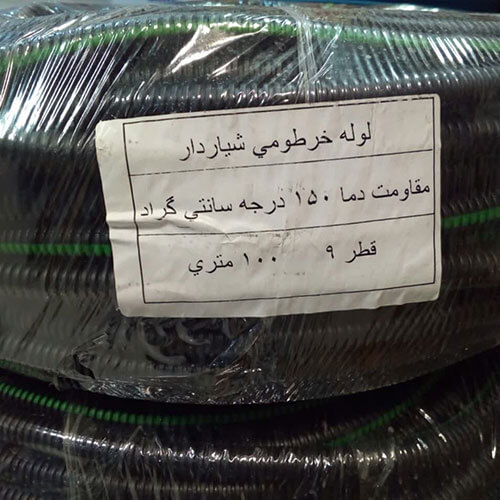 لوله خرطومي شياردار
مقاومت دما ۱۵۰ درجه سانتي گراد
قطر ۹ ۱۰۰ متري